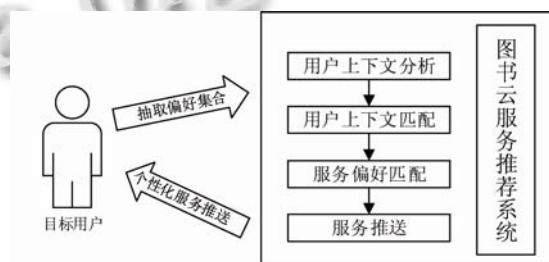 抽取偏好集合
个性化服务推送
目标用户
用户上下文分析
用户上下文匹配
服务偏好匹配
服务推送
图书云服务推荐系统